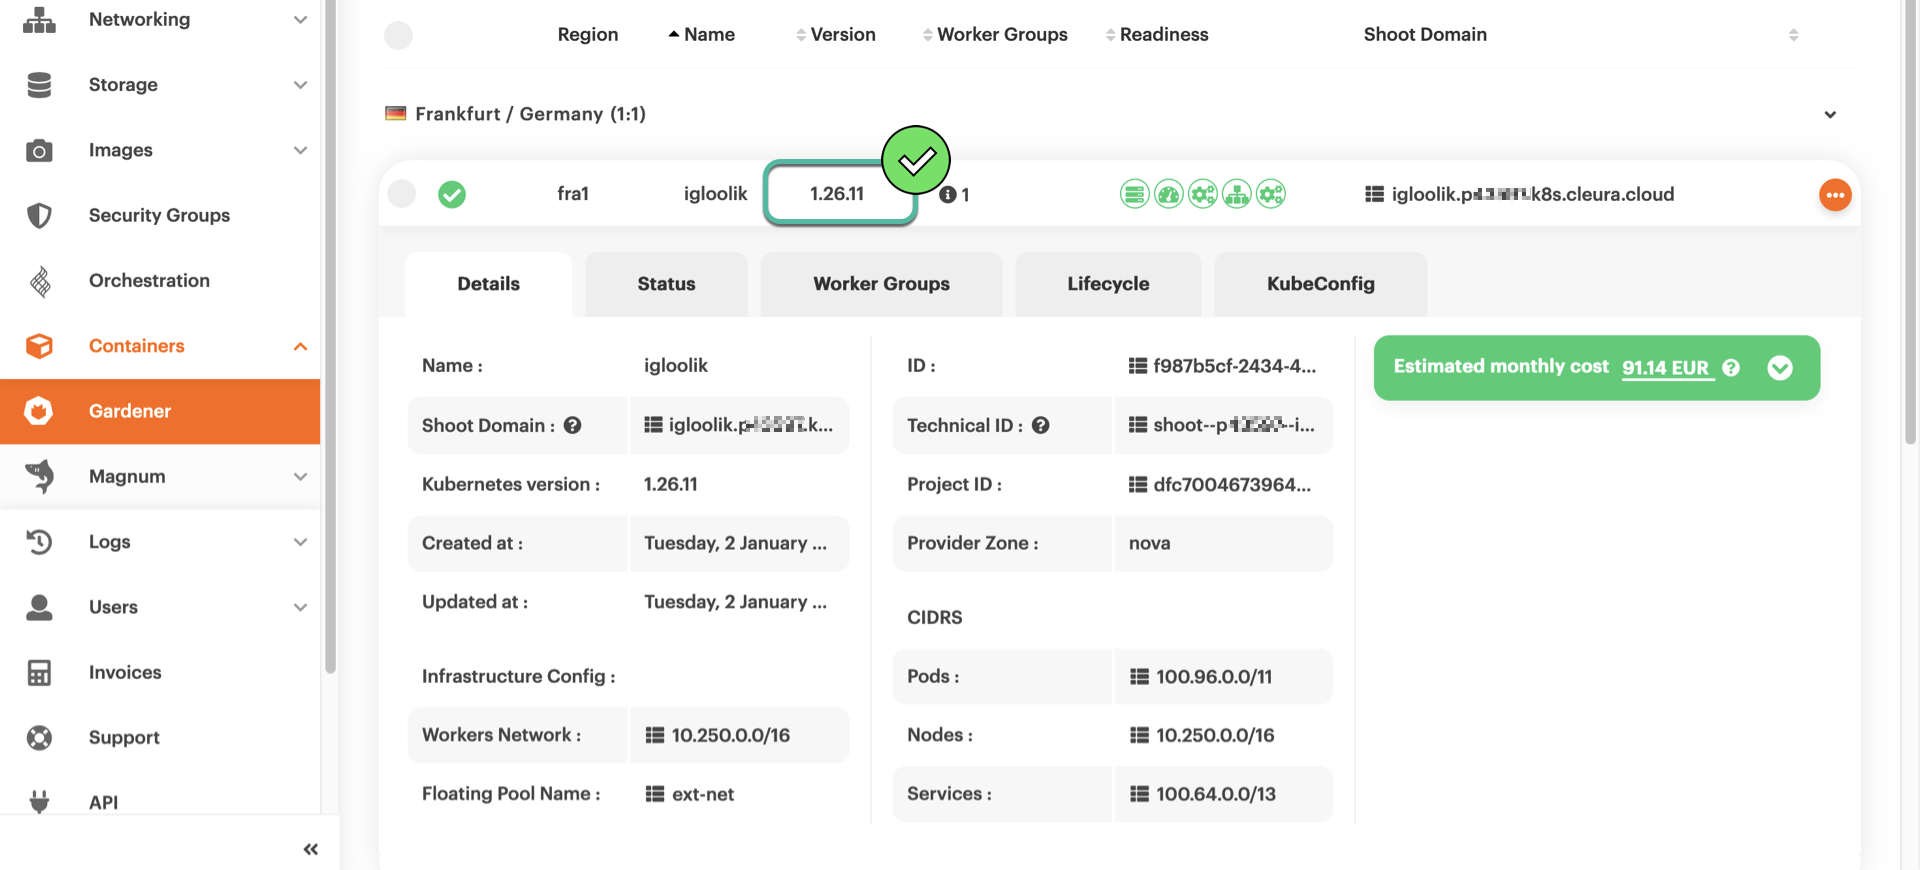 Networking
Storage
Images
Security Groups
Orchestration
Containers
Gardener
Magnum
Logs
Users
Invoices
Support
API
Region Name Version Worker Groups Readiness Shoot Domain
Frankfurt / Germany (1:1)
fra1 igloolik 1.26.11 1 igloolik.p k8s.cleura.cloud
Details Status Worker Groups Lifecycle KubeConfig
Name : igloolik
Shoot Domain : igloolik.p .k...
Kubernetes version : 1.26.11
Created at : Tuesday, 2 January ...
Updated at : Tuesday, 2 January ...
Infrastructure Config :
Workers Network : 10.250.0.0/16
Floating Pool Name : ext-net
ID : f987b5cf-2434-4...
Technical ID : shoot--p --i...
Project ID : dfc7004673964...
Provider Zone : nova
CIDRS
Pods : 100.96.0.0/11
Nodes : 10.250.0.0/16
Services : 100.64.0.0/13
Estimated monthly cost 91.14 EUR